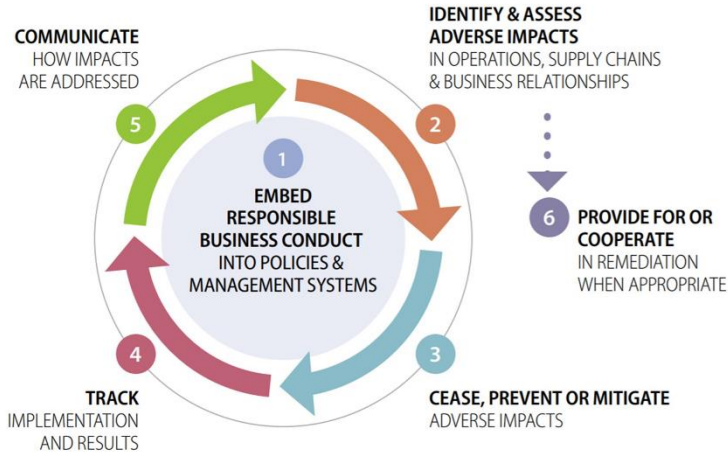 COMMUNICATE
HOW IMPACTS
ARE ADDRESSED
5
IDENTIFY & ASSESS
ADVERSE IMPACTS
IN OPERATIONS, SUPPLY CHAINS
& BUSINESS RELATIONSHIPS
2
1
EMBED
RESPONSIBLE
BUSINESS CONDUCT
INTO POLICIES &
MANAGEMENT SYSTEMS
6
PROVIDE FOR OR
COOPERATE
IN REMEDIATION
WHEN APPROPRIATE
4
TRACK
IMPLEMENTATION
AND RESULTS
3
CEASE, PREVENT OR MITIGATE
ADVERSE IMPACTS